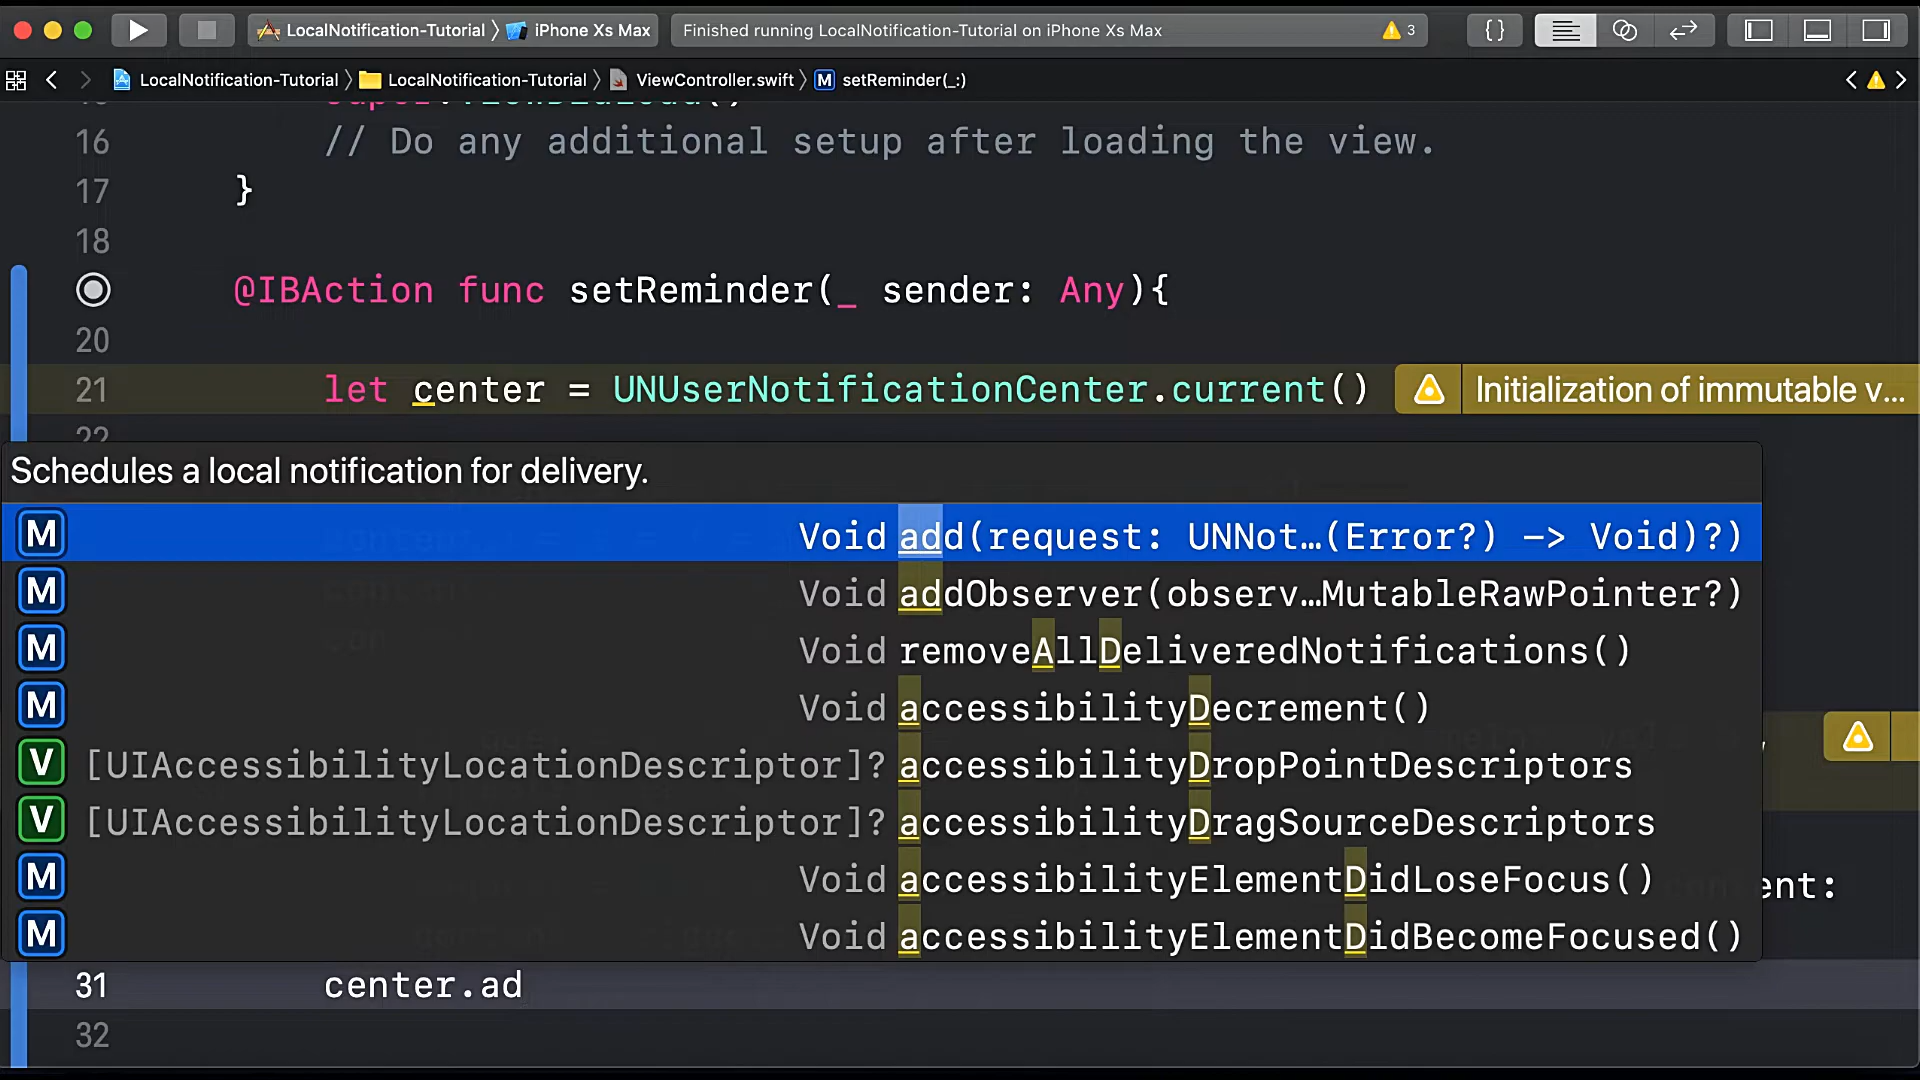 LocalNotification-Tutorial iPhone Xs Max Finished running LocalNotification-Tutorial on iPhone Xs Max 3 {}
LocalNotification-Tutorial LocalNotification-Tutorial ViewController.swift M setReminder(_:)
16 // Do any additional setup after loading the view.
17 }
18
@IBAction func setReminder(_ sender: Any){
20
21 let center = UNUserNotificationCenter.current() Initialization of immutable v...
22
Schedules a local notification for delivery.
M Void add(request: UNNot…(Error?) -> Void)?)
M Void addObserver(observ…MutableRawPointer?)
M Void removeAllDeliveredNotifications()
M Void accessibilityDecrement()
V [UIAccessibilityLocationDescriptor]? accessibilityDropPointDescriptors
V [UIAccessibilityLocationDescriptor]? accessibilityDragSourceDescriptors
M Void accessibilityElementDidLoseFocus()
M Void accessibilityElementDidBecomeFocused()
31 center.ad
32